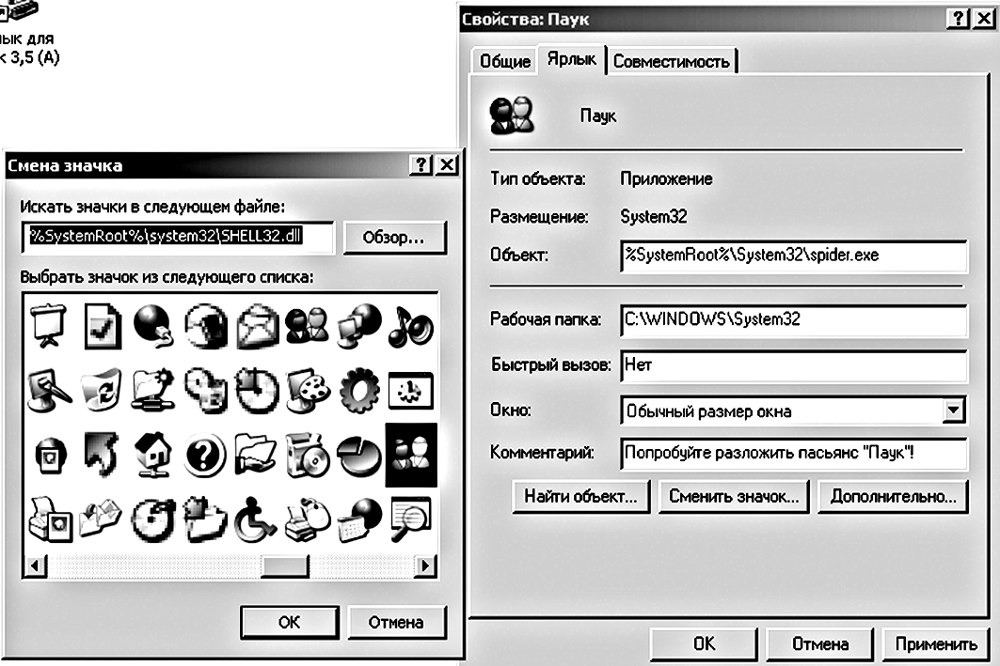 ык для
к 3,5 (A)
Смена значка
Искать значки в следующем файле:
%SystemRoot%\system32\SHELL32.dll
Обзор...
Выбрать значок из следующего списка:
ОК
Отмена
Свойства: Паук
Общие
Ярлык
Совместимость
Паук
Тип объекта: Приложение
Размещение: System32
Объект: %SystemRoot%\System32\spider.exe
Рабочая папка: C:\WINDOWS\System32
Быстрый вызов: Нет
Окно: Обычный размер окна
Комментарий: Попробуйте разложить пасьянс "Паук"!
Найти объект...
Сменить значок...
Дополнительно...
ОК
Отмена
Применить